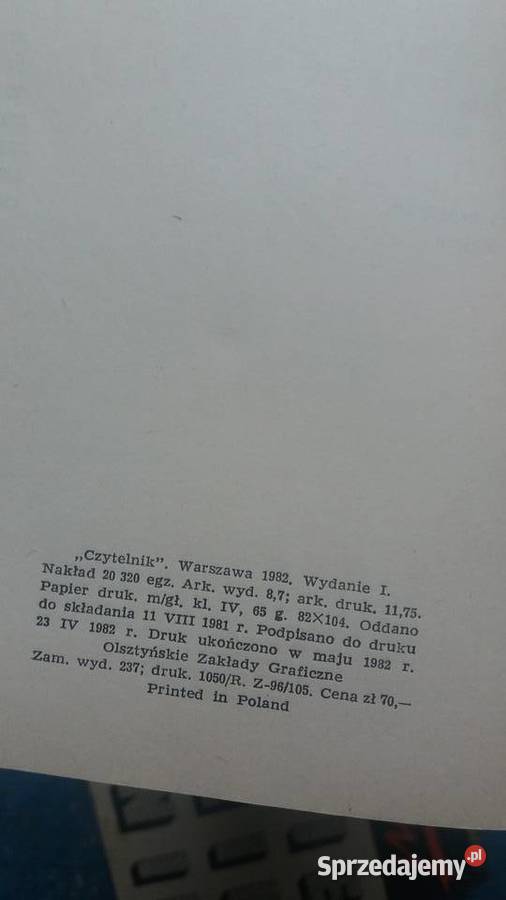 „Czytelnik”. Warszawa 1982. Wydanie I.
Nakład 20 320 egz. Ark. wyd. 8,7; ark. druk. 11,75.
Papier druk. m/gł. kl. IV, 65 g. 82×104. Oddano
do składania 11 VIII 1981 r. Podpisano do druku
23 IV 1982 r. Druk ukończono w maju 1982 r.
Olsztyńskie Zakłady Graficzne
Zam. wyd. 237; druk. 1050/R. Z-96/105. Cena zł 70,—
Printed in Poland
Sprzedajemy.pl